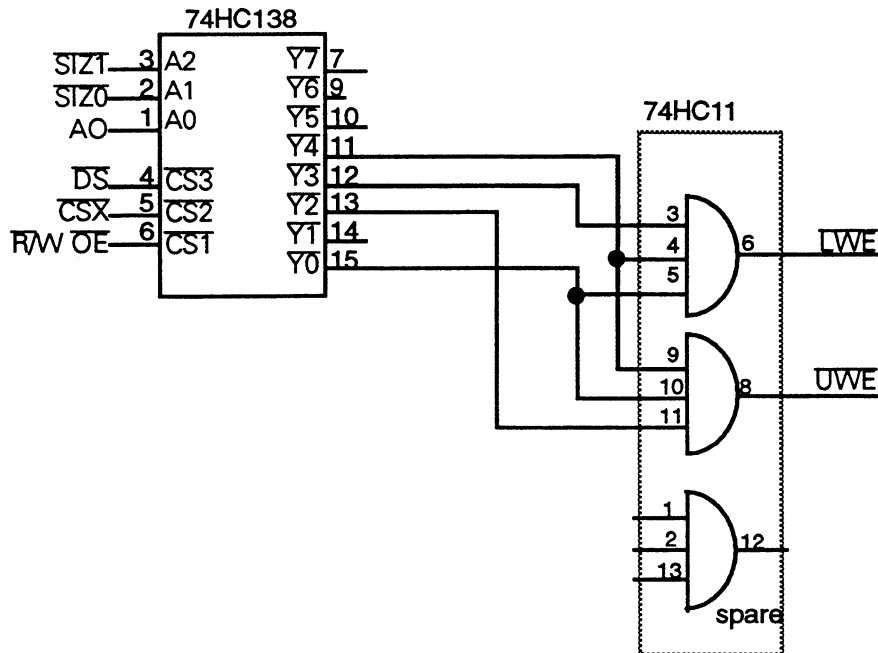 74HC138
SIZ1 3 A2 Y7 7
SIZ0 2 A1 Y6 9
AO 1 A0 Y5 10
Y4 11
DS 4 CS3 Y3 12
CSX 5 CS2 Y2 13
R/W OE 6 CS1 Y1 14
Y0 15
74HC11
3
4 6 LWE
5
9
10 8 UWE
11
1
2 12
13
spare